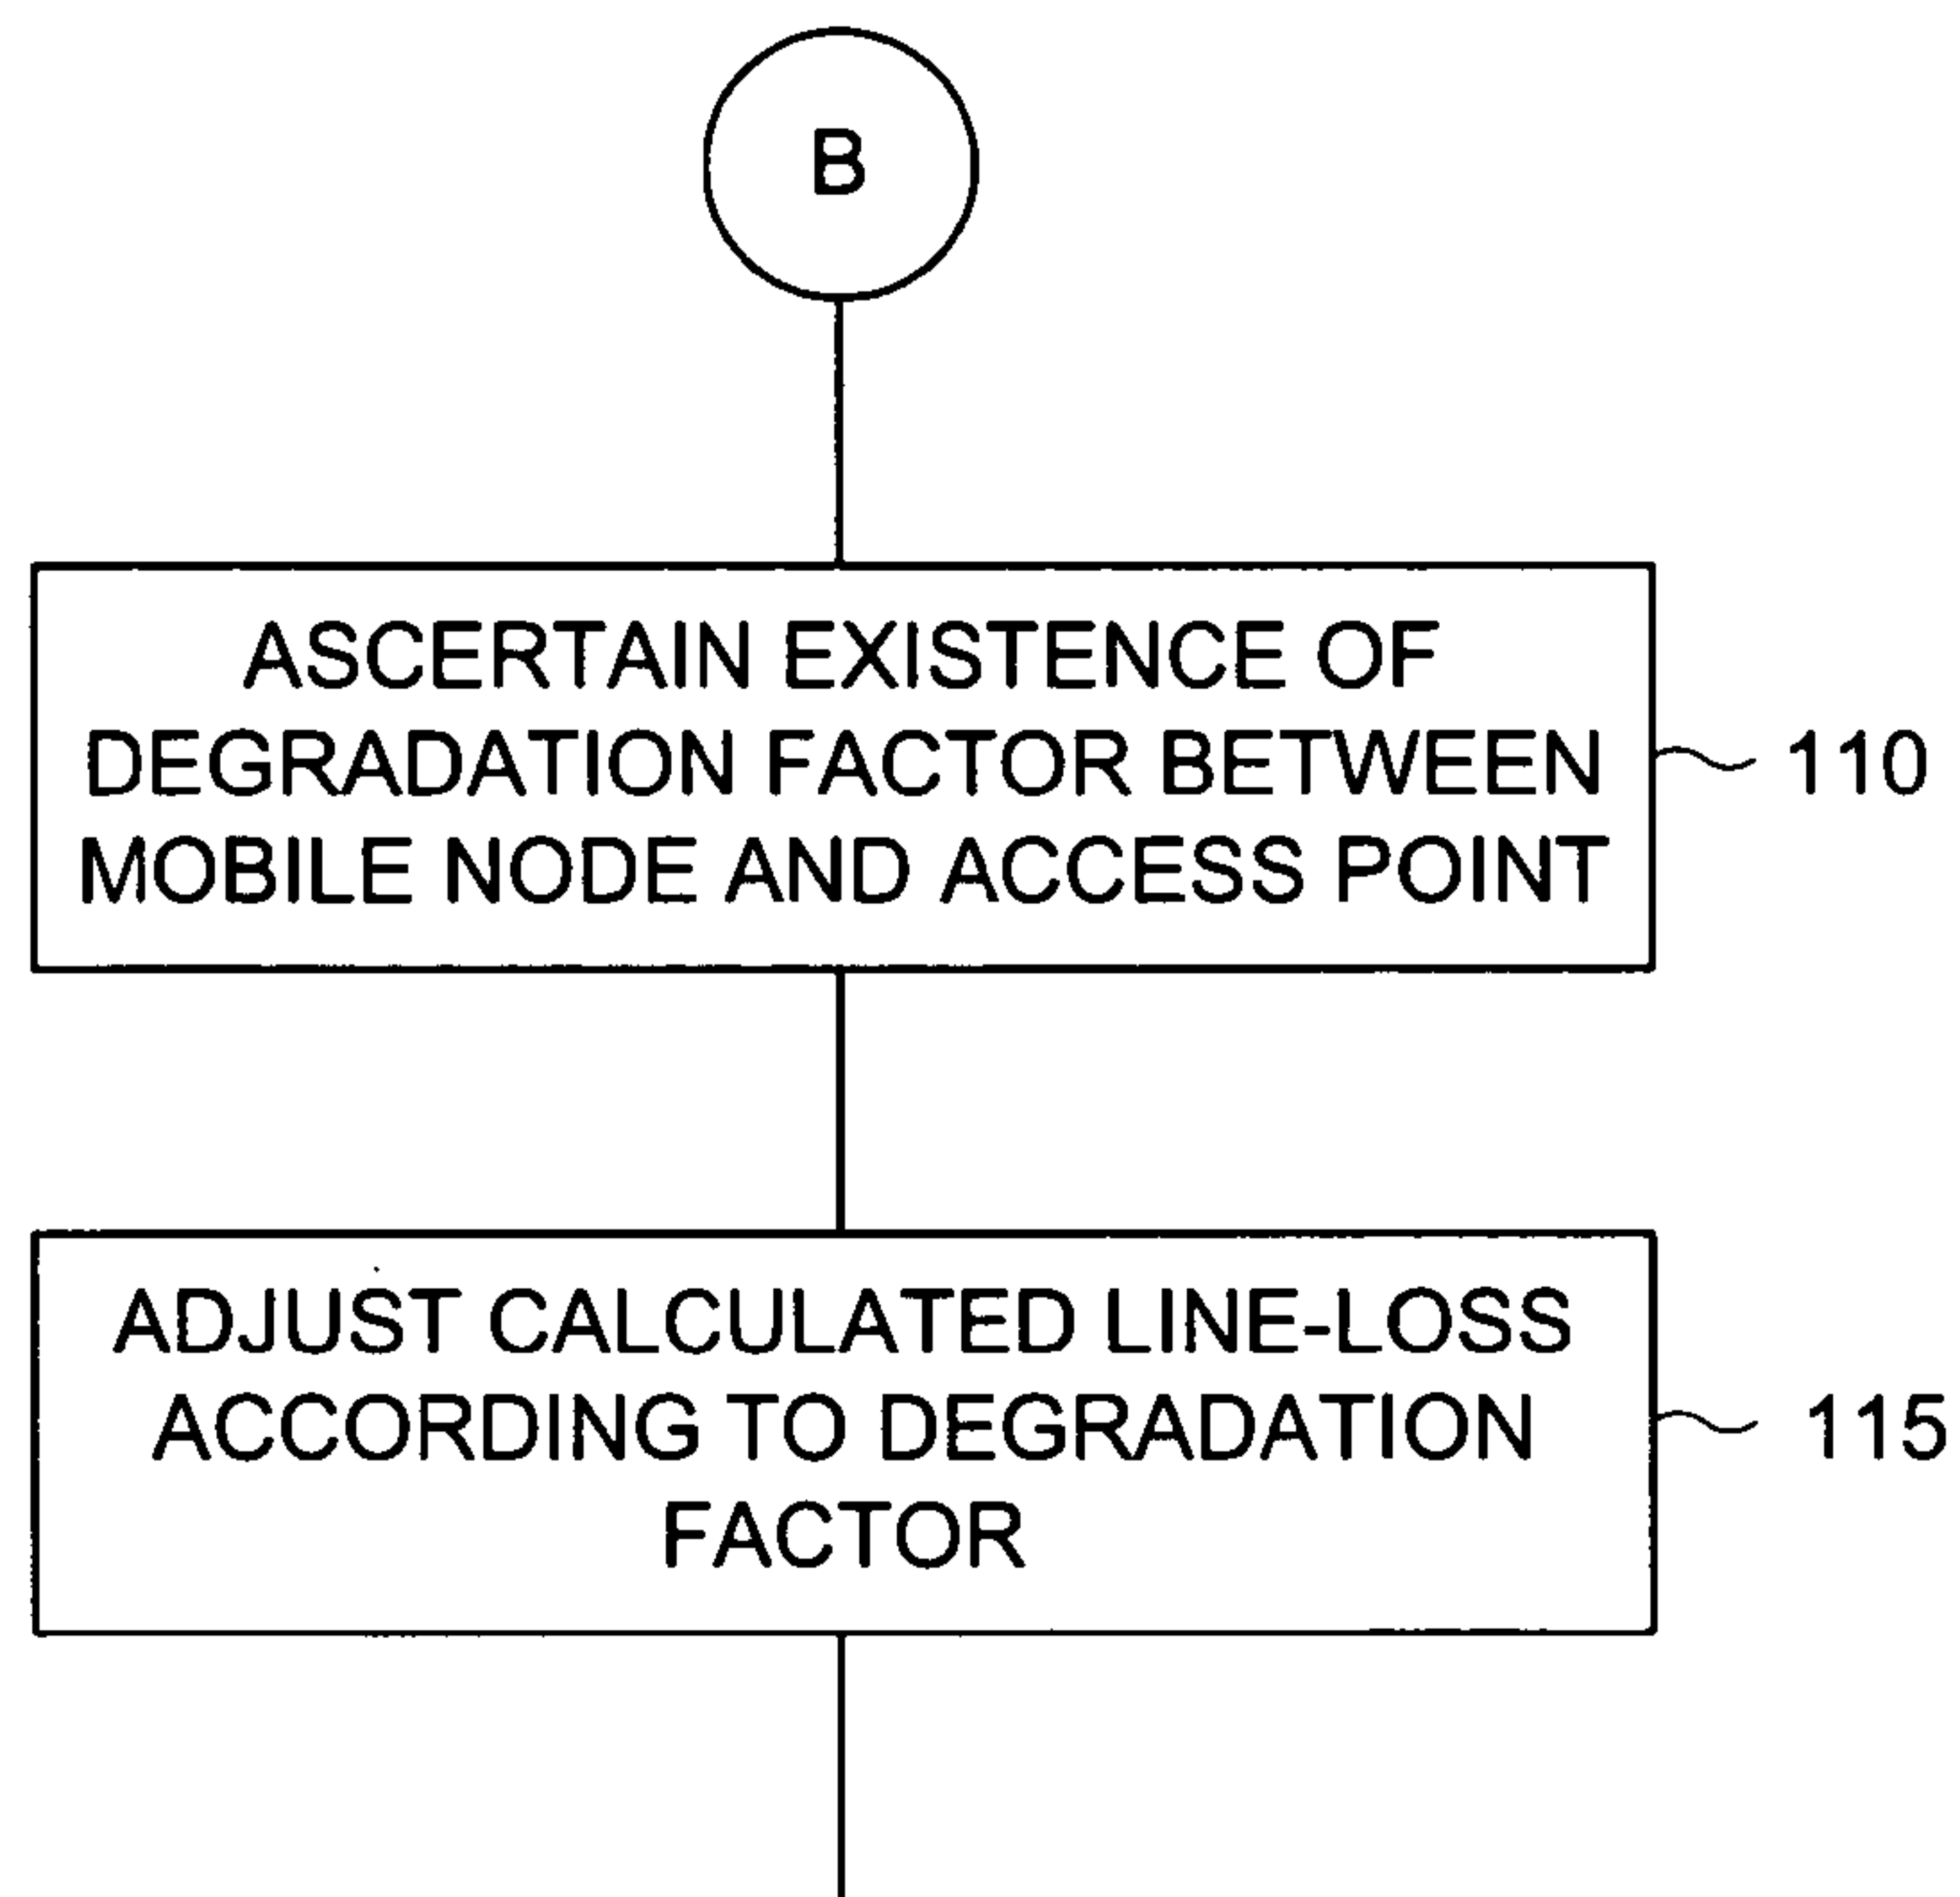 B
ASCERTAIN EXISTENCE OF
DEGRADATION FACTOR BETWEEN
MOBILE NODE AND ACCESS POINT
110
ADJUST CALCULATED LINE-LOSS
ACCORDING TO DEGRADATION
FACTOR
115